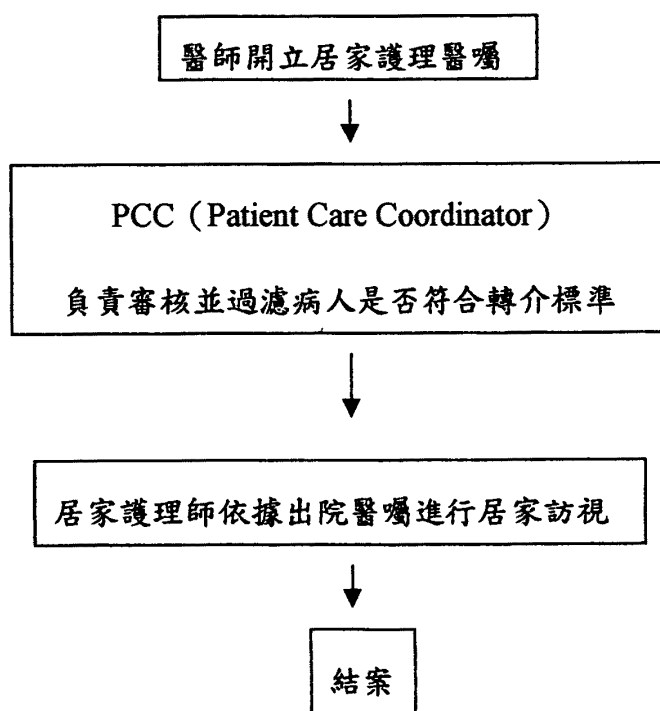 醫師開立居家護理醫囑
PCC（Patient Care Coordinator）
負責審核並過濾病人是否符合轉介標準
居家護理師依據出院醫囑進行居家訪視
結案